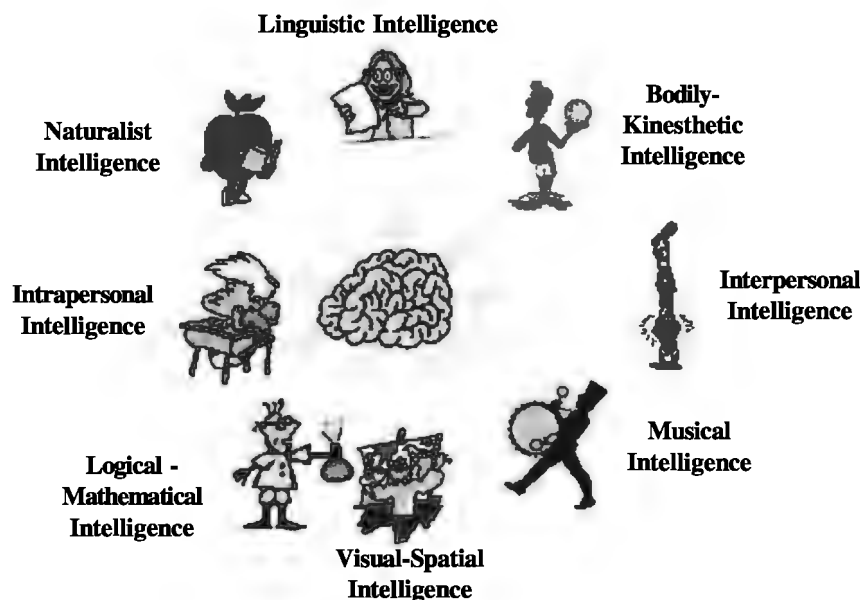 Linguistic Intelligence
Bodily-
Kinesthetic
Intelligence
Naturalist
Intelligence
Intrapersonal
Intelligence
Interpersonal
Intelligence
Musical
Intelligence
Logical -
Mathematical
Intelligence
Visual-Spatial
Intelligence